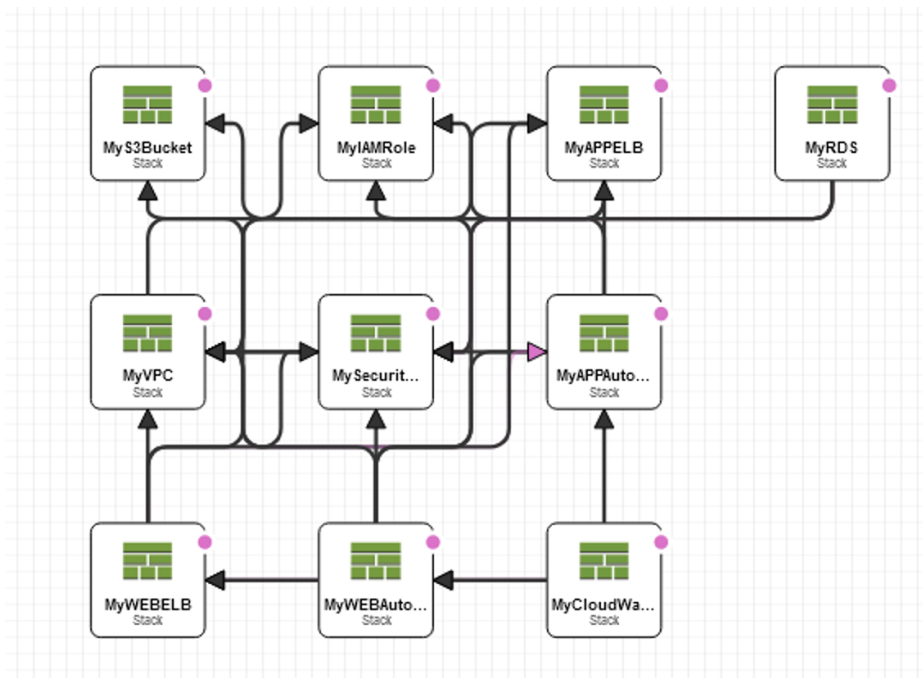 MyS3Bucket
Stack
MyIAMRole
Stack
MyAPPELB
Stack
MyRDS
Stack
MyVPC
Stack
MySecurit...
Stack
MyAPPAuto...
Stack
MyWEBELB
Stack
MyWEBAuto...
Stack
MyCloudWa...
Stack